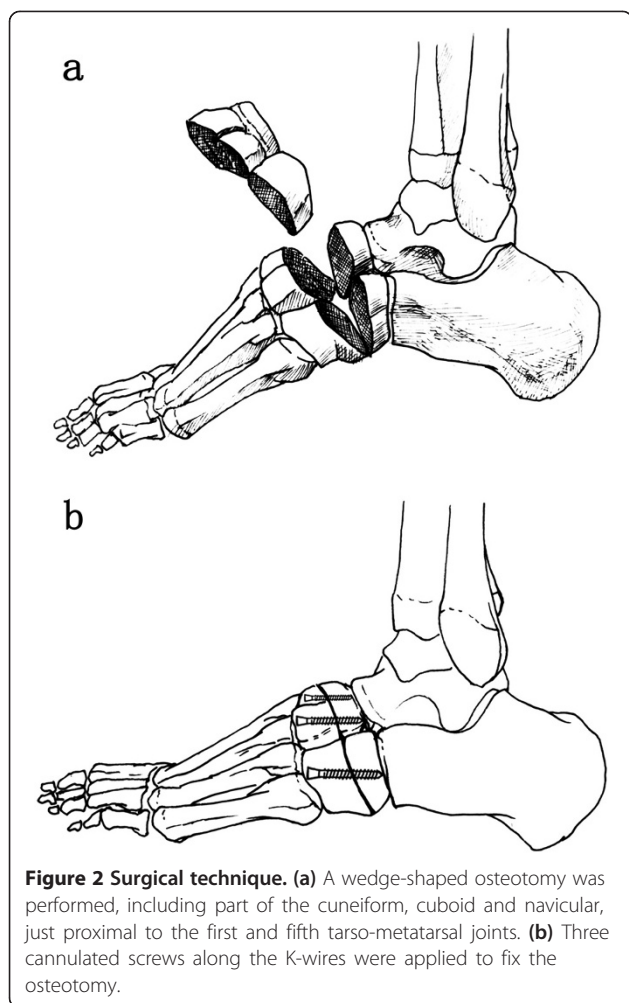 a
b
Figure 2 Surgical technique. (a) A wedge-shaped osteotomy was
performed, including part of the cuneiform, cuboid and navicular,
just proximal to the first and fifth tarso-metatarsal joints. (b) Three
cannulated screws along the K-wires were applied to fix the
osteotomy.